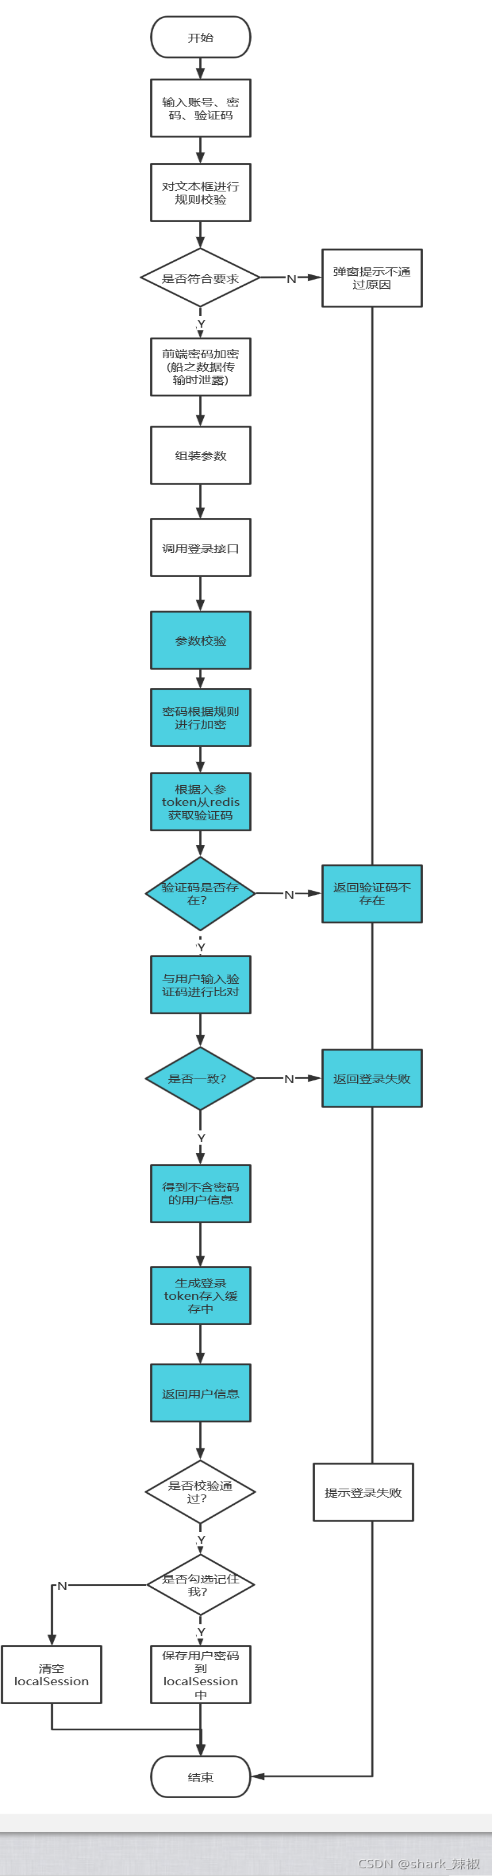 开始
输入账号、密
码、验证码
对文本框进行
规则校验
是否符合要求
N
弹窗提示不通
过原因
Y
前端密码加密
(船之数据传
输时泄露)
组装参数
调用登录接口
参数校验
密码根据规则
进行加密
根据入参
token从redis
获取验证码
验证码是否存
在?
N
返回验证码不
存在
Y
与用户输入验
证码进行比对
是否一致?
N
返回登录失败
Y
得到不含密码
的用户信息
生成登录
token存入缓
存中
返回用户信息
是否校验通
过?
提示登录失败
Y
是否勾选记住
我?
N
Y
清空
localSession
保存用户密码
到
localSession
中
结束
CSDN @shark_辣椒